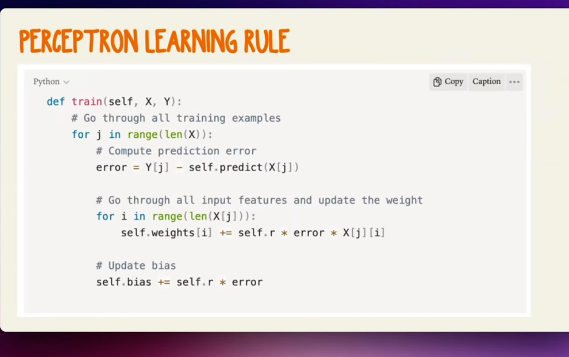 PERCEPTRON LEARNING RULE
Python
Copy Caption
def train(self, X, Y):
# Go through all training examples
for j in range(len(X)):
# Compute prediction error
error = Y[j] − self.predict(X[j])
# Go through all input features and update the weight
for i in range(len(X[j])):
self.weights[i] += self.r * error * X[j][i]
# Update bias
self.bias += self.r * error